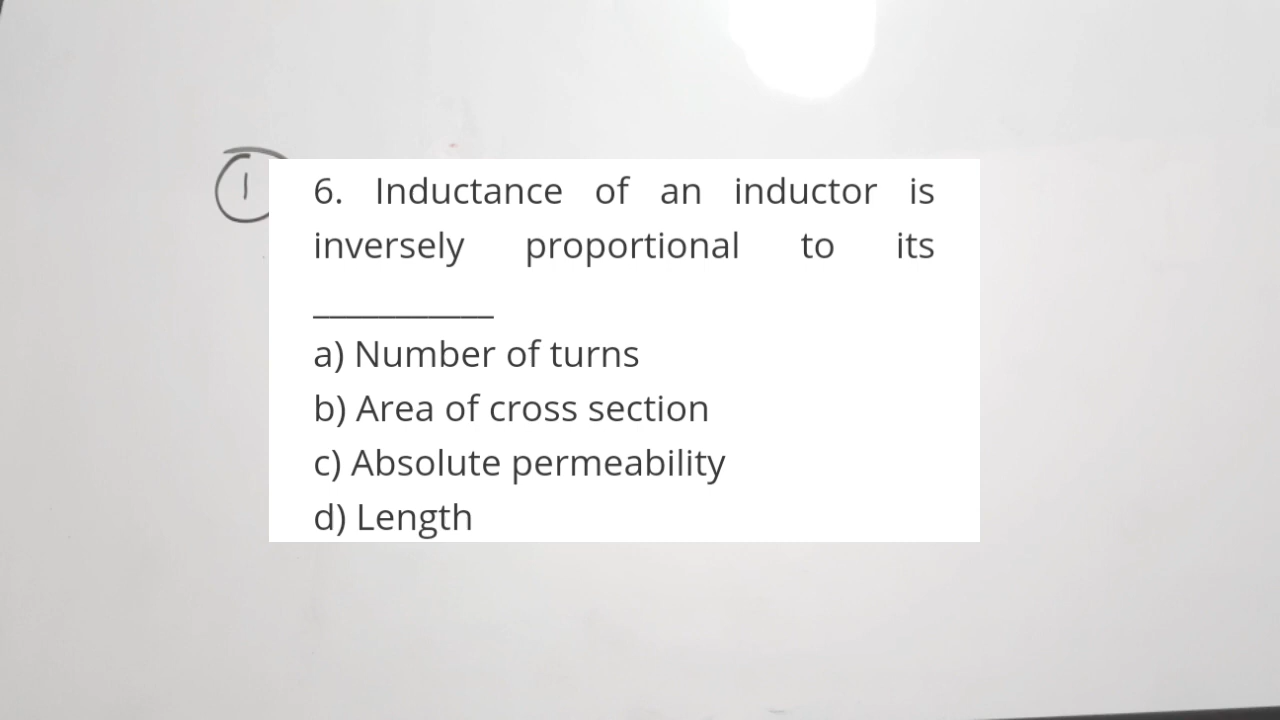 1
6. Inductance of an inductor is
inversely proportional to its
___________
a) Number of turns
b) Area of cross section
c) Absolute permeability
d) Length